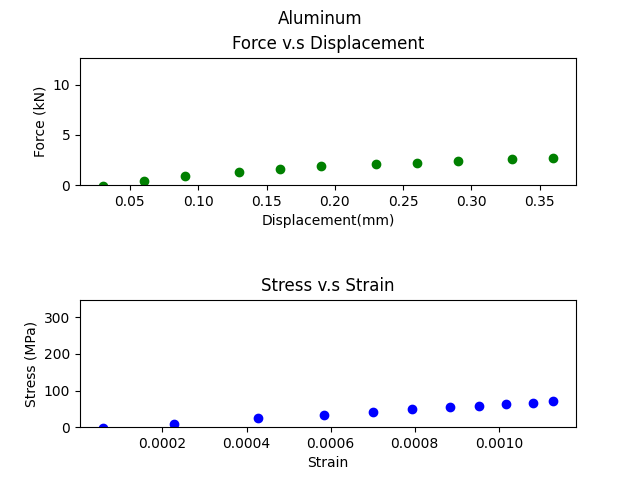 Aluminum
Force v.s Displacement
10
5
0
Force (kN)
0.05 0.10 0.15 0.20 0.25 0.30 0.35
Displacement(mm)
Stress v.s Strain
300
200
100
0
Stress (MPa)
0.0002 0.0004 0.0006 0.0008 0.0010
Strain